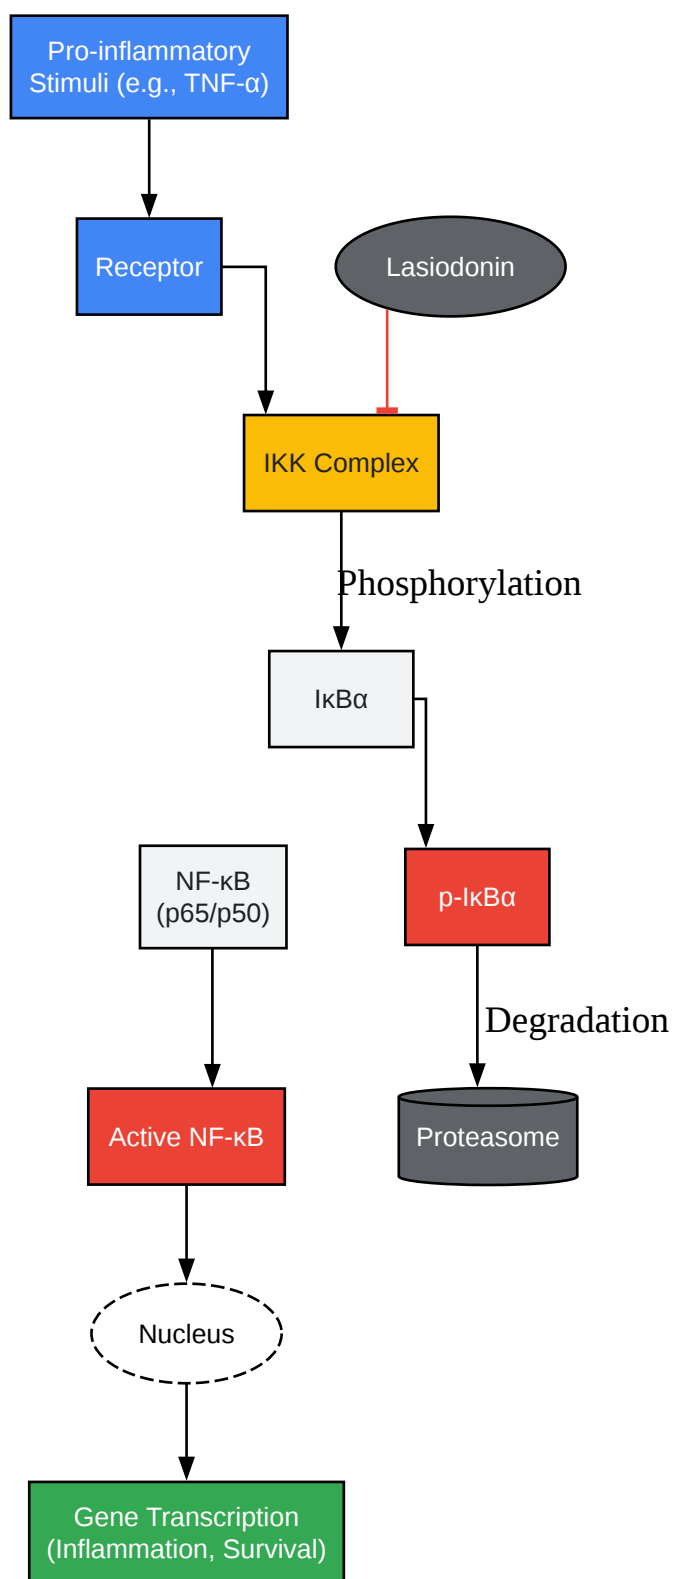 Pro-inflammatory
Stimuli (e.g., TNF-α)
Receptor
Lasiodonin
IKK Complex
Phosphorylation
IκBα
NF-κB
(p65/p50)
p-IκBα
Degradation
Active NF-κB
Proteasome
Nucleus
Gene Transcription
(Inflammation, Survival)